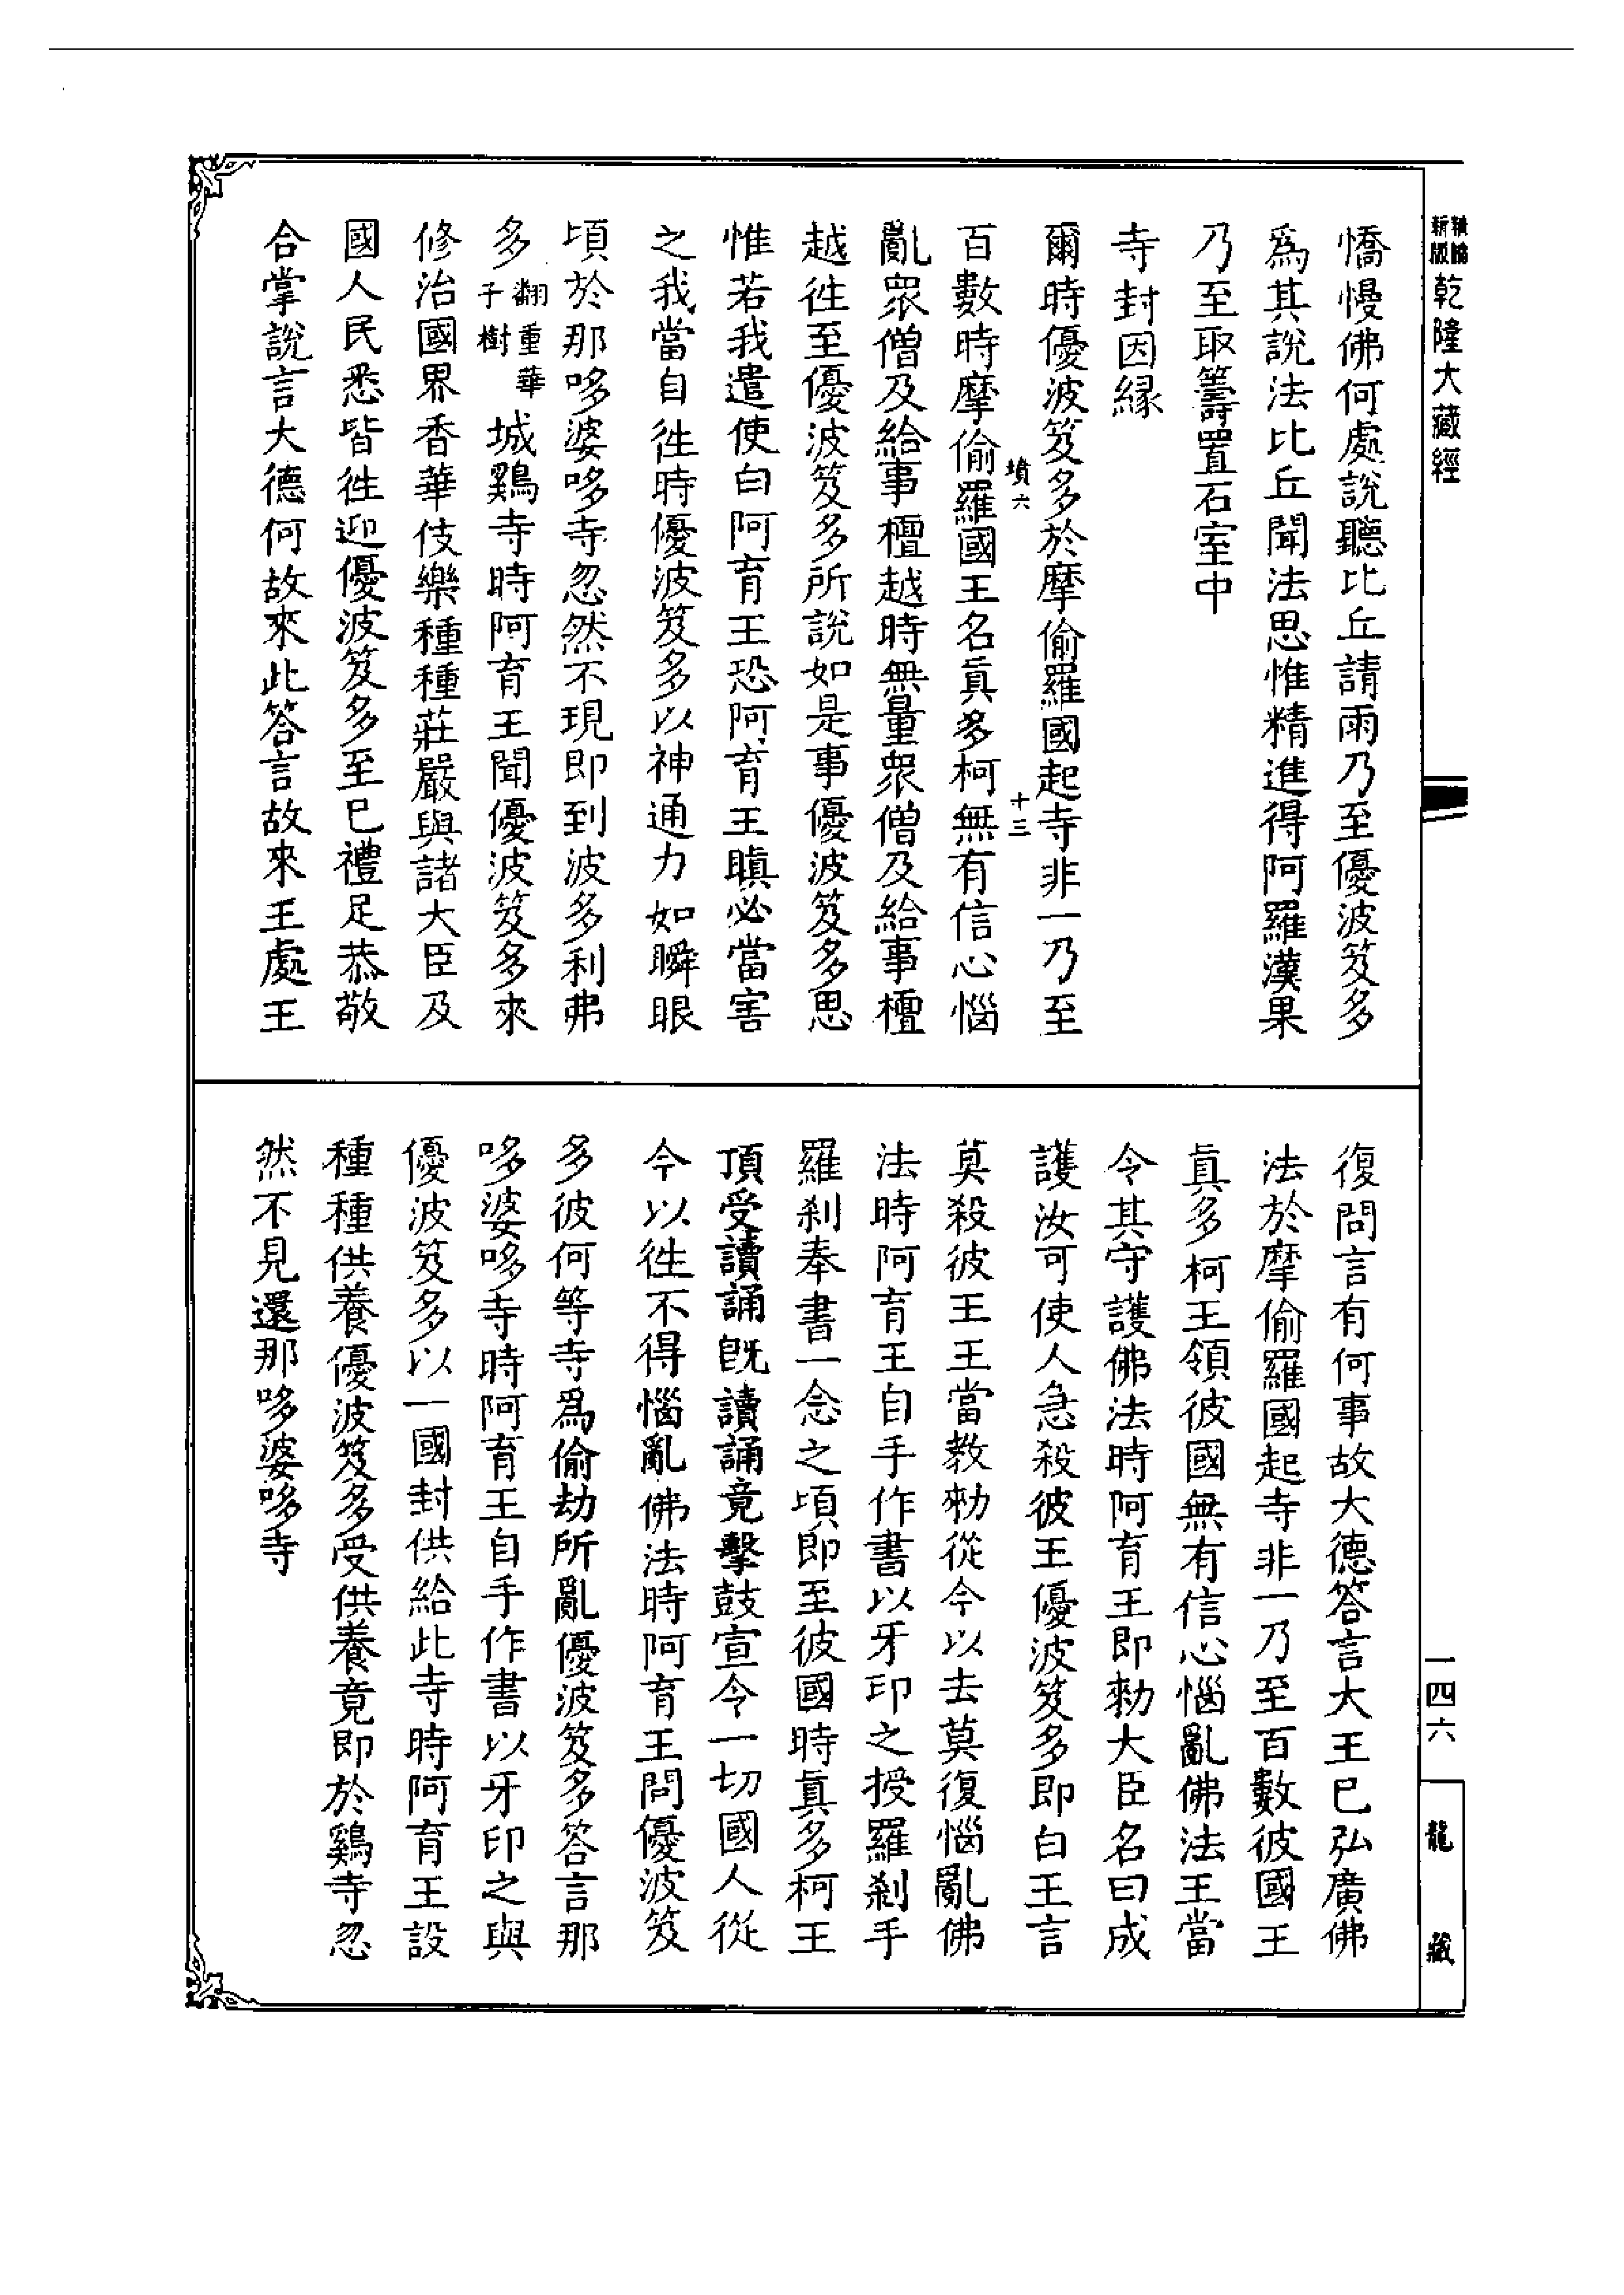 精編
新版
乾隆大藏經
憍慢佛何處說聽比丘請雨乃至優波笈多
為其說法比丘聞法思惟精進得阿羅漢果
乃至取籌置石室中
寺封因緣
爾時優波笈多於摩偷羅國起寺非一乃至
墳六
十三
百數時摩偷羅國王名真多柯無有信心惱
亂眾僧及給事檀越時無量眾僧及給事檀
越往至優波笈多所說如是事優波笈多思
惟若我遣使白阿育王恐阿育王瞋必當害
之我當自往時優波笈多以神通力如瞬眼
頃於那哆婆哆寺忽然不現即到波多利弗
多翻重華子樹城鷄寺時阿育王聞優波笈多來
修治國界香華伎樂種種莊嚴與諸大臣及
國人民悉皆往迎優波笈多至已禮足恭敬
合掌說言大德何故來此答言故來王處王
復問言有何事故大德答言大王已弘廣佛
法於摩偷羅國起寺非一乃至百數彼國王
真多柯王領彼國無有信心惱亂佛法王當
令其守護佛法時阿育王即勑大臣名曰成
護汝可使人急殺彼王優波笈多即白王言
莫殺彼王王當教勑從今以去莫復惱亂佛
法時阿育王自手作書以牙印之授羅剎手
羅剎奉書一念之頃即至彼國時真多柯王
頂受讀誦既讀誦竟擊鼓宣令一切國人從
今以往不得惱亂佛法時阿育王問優波笈
多彼何等寺為偷劫所亂優波笈多答言那
哆婆哆寺時阿育王自手作書以牙印之與
優波笈多以一國封供給此寺時阿育王設
種種供養優波笈多受供養竟即於鷄寺忽
然不見還那哆婆哆寺
一四六
龍藏